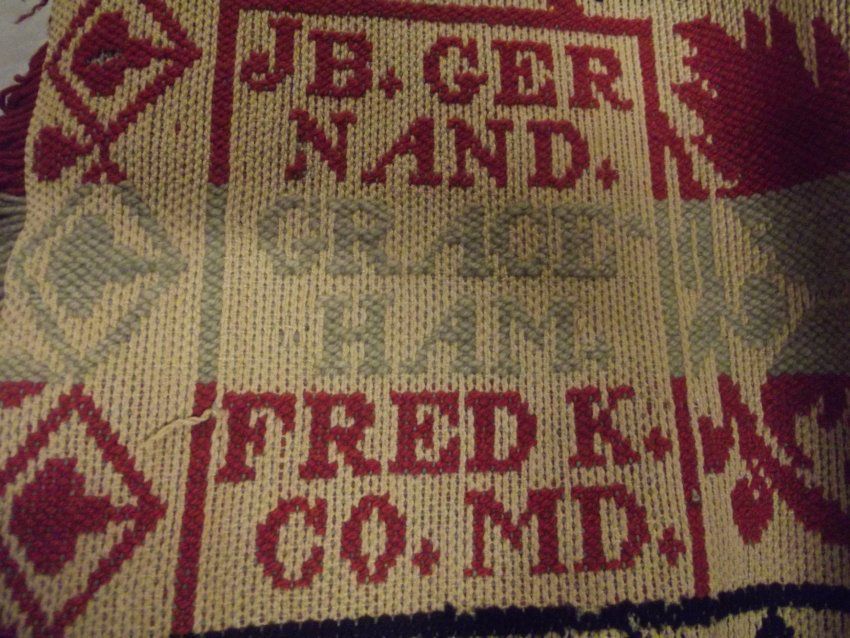 JB. GER
NAND.
GRACE
HAM.
FRED K.
CO. MD.